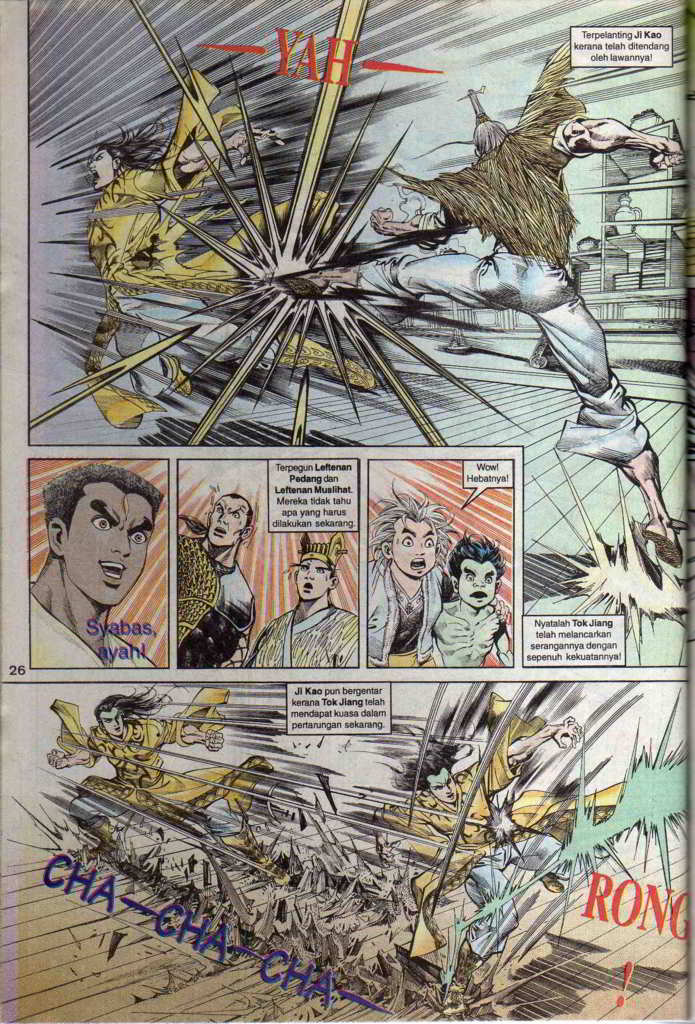 YAH
Terpelanting Ji Kao
kerana telah ditendang
oleh lawannya!
Syabas,
ayah!
Terpegun Leftenan
Pedang dan
Leftenan Muslihat.
Mereka tidak tahu
apa yang harus
dilakukan sekarang.
Wow!
Hebatnya!
Nyatalah Tok Jiang
telah melancarkan
serangannya dengan
sepenuh kekuatannya!
26
Ji Kao pun bergentar
kerana Tok Jiang telah
mendapat kuasa dalam
pertarungan sekarang.
CHA—CHA—CHA—
RONG
!